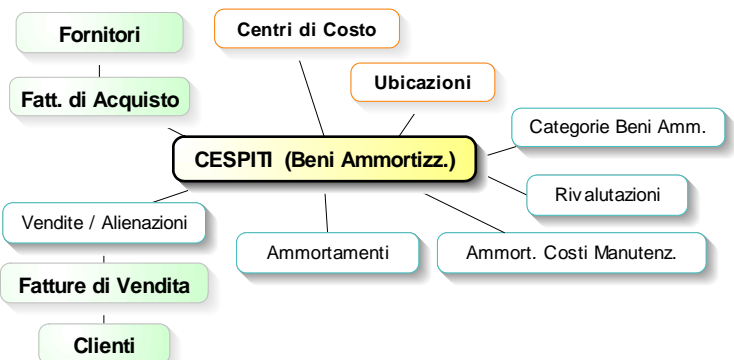 Fornitori
Centri di Costo
Fatt. di Acquisto
Ubicazioni
Categorie Beni Amm.
CESPITI (Beni Ammortizz.)
Rivalutazioni
Vendite / Alienazioni
Ammortamenti
Ammort. Costi Manutenz.
Fatture di Vendita
Clienti